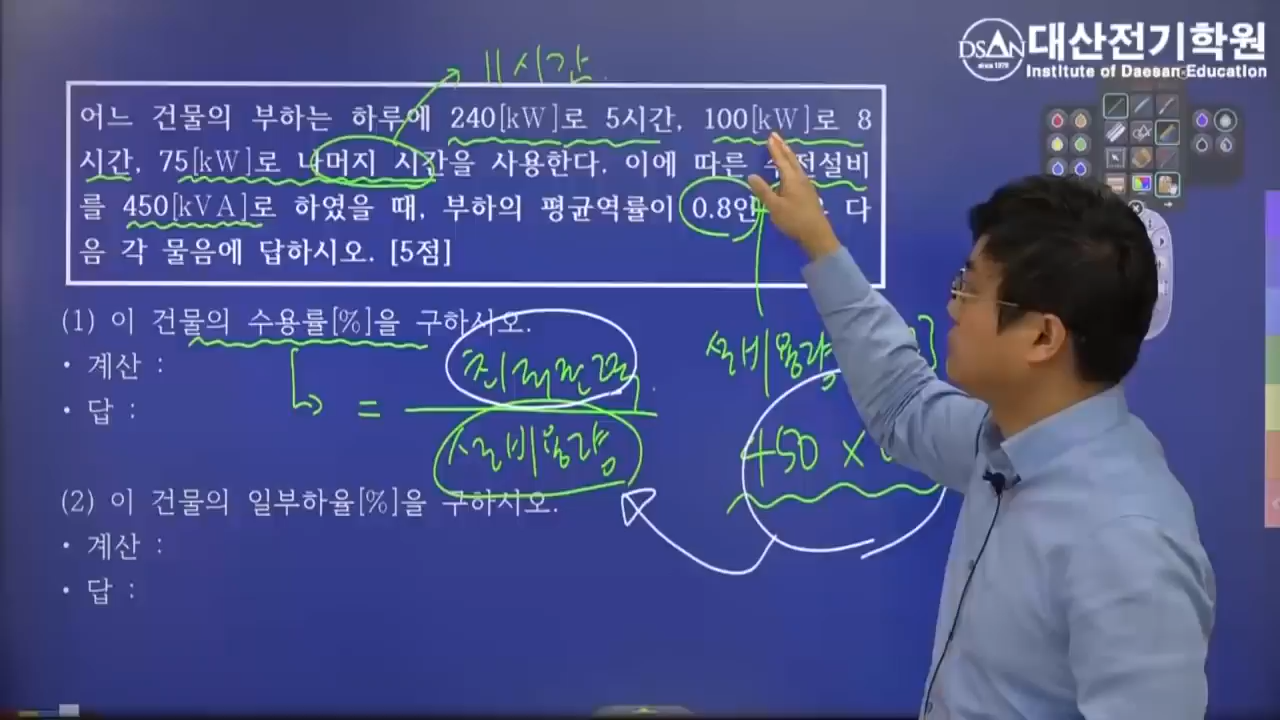 DSAN
since 1979
대산전기학원
Institute of Daesan Education
11시간
어느 건물의 부하는 하루에 240[kW]로 5시간, 100[kW]로 8
시간, 75[kW]로 나머지 시간을 사용한다. 이에 따른 수전설비
를 450[kVA]로 하였을 때, 부하의 평균역률이 0.8인 다
음 각 물음에 답하시오. [5점]
(1) 이 건물의 수용률[%]을 구하시오.
• 계산 :
• 답 :
= 최대전력
설비용량
설비용량
450 ×
(2) 이 건물의 일부하율[%]을 구하시오.
• 계산 :
• 답 :